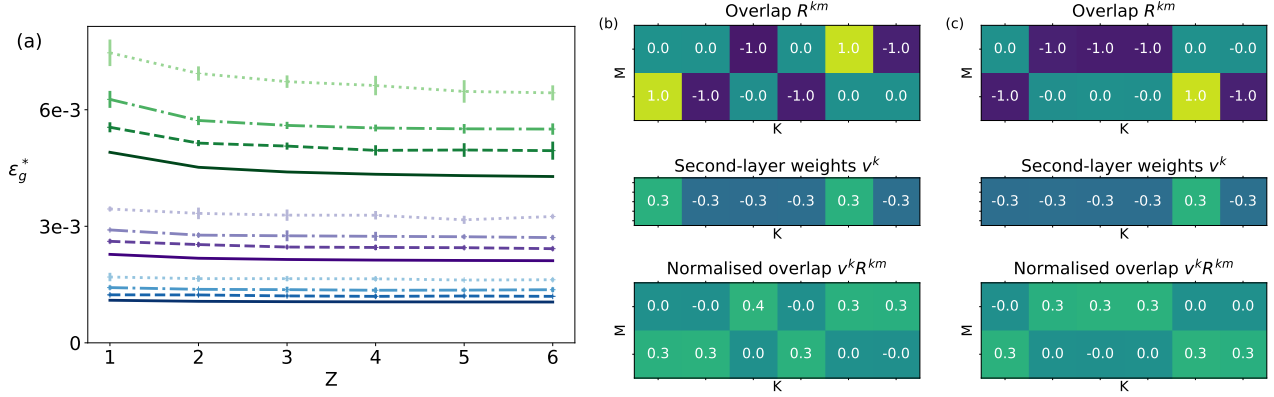 (a)
6e-3
3e-3
0
ε*g
1 2 3 4 5 6
Z
(b)
Overlap R^{km}
0.0 0.0 -1.0 0.0 1.0 -1.0
1.0 -1.0 -0.0 -1.0 0.0 0.0
M
K
Second-layer weights v^k
0.3 -0.3 -0.3 -0.3 0.3 -0.3
K
Normalised overlap v^kR^{km}
0.0 -0.0 0.4 -0.0 0.3 0.3
0.3 0.3 0.0 0.3 0.0 -0.0
M
K
(c)
Overlap R^{km}
0.0 -1.0 -1.0 -1.0 0.0 -0.0
-1.0 -0.0 0.0 -0.0 1.0 -1.0
M
K
Second-layer weights v^k
-0.3 -0.3 -0.3 -0.3 0.3 -0.3
K
Normalised overlap v^kR^{km}
-0.0 0.3 0.3 0.3 0.0 0.0
0.3 0.0 -0.0 0.0 0.3 0.3
M
K